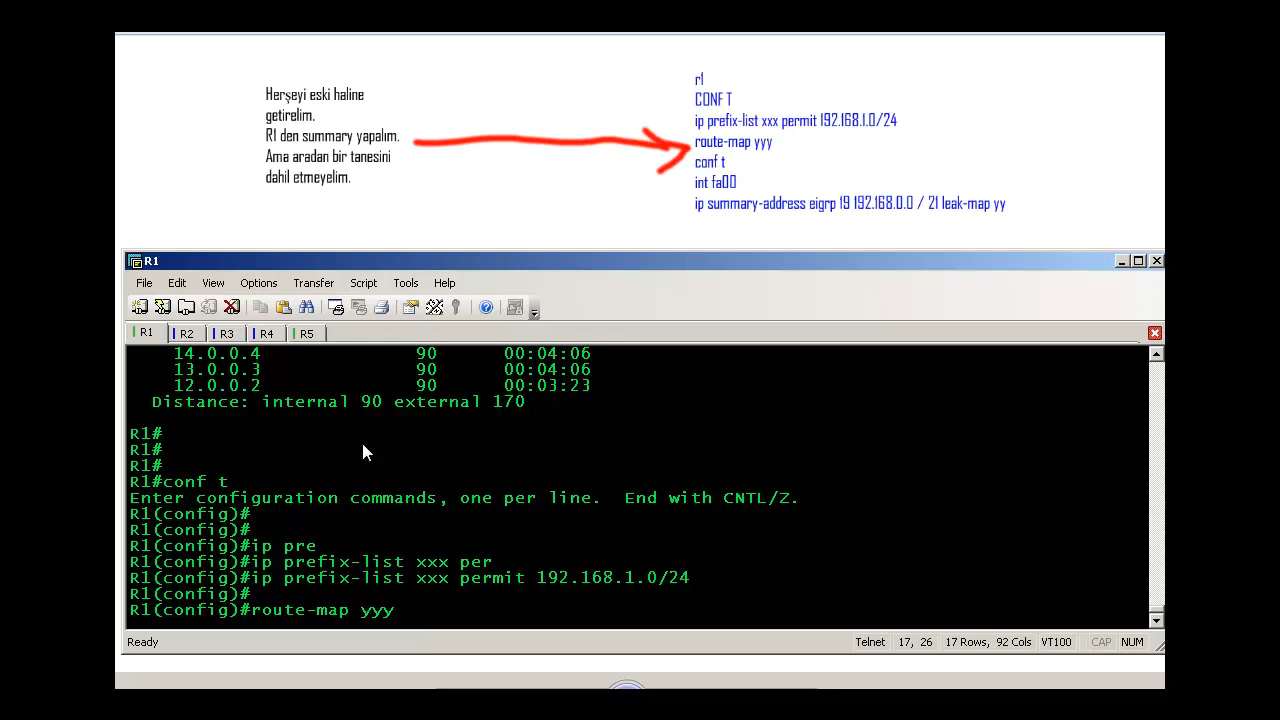 Herşeyi eski haline
getirelim.
R1 den summary yapalım.
Ama aradan bir tanesini
dahil etmeyelim.
r1
CONF T
ip prefix-list xxx permit 192.168.1.0/24
route-map yyy
conf t
int fa00
ip summary-address eigrp 19 192.168.0.0 / 21 leak-map yy
R1
File Edit View Options Transfer Script Tools Help
R1 R2 R3 R4 R5
14.0.0.4 90 00:04:06
13.0.0.3 90 00:04:06
12.0.0.2 90 00:03:23
Distance: internal 90 external 170
R1#
R1#
R1#
R1#conf t
Enter configuration commands, one per line. End with CNTL/Z.
R1(config)#
R1(config)#
R1(config)#ip pre
R1(config)#ip prefix-list xxx per
R1(config)#ip prefix-list xxx permit 192.168.1.0/24
R1(config)#
R1(config)#route-map yyy
Ready Telnet 17, 26 17 Rows, 92 Cols VT100 CAP NUM